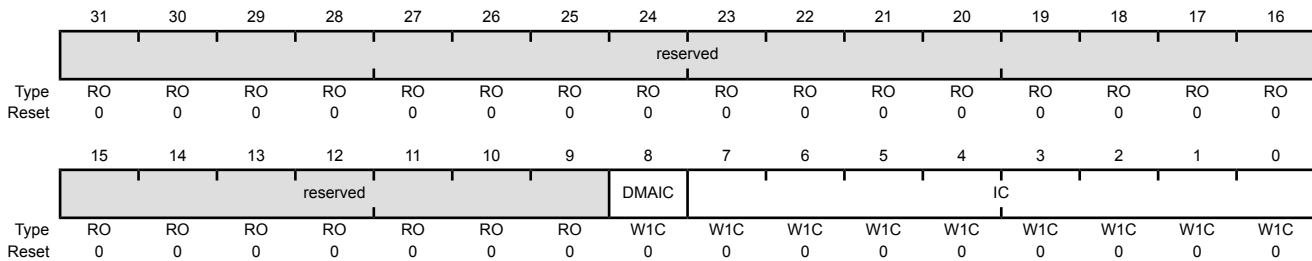 31 30 29 28 27 26 25 24 23 22 21 20 19 18 17 16
reserved
Type RO RO RO RO RO RO RO RO RO RO RO RO RO RO RO RO
Reset 0 0 0 0 0 0 0 0 0 0 0 0 0 0 0 0
15 14 13 12 11 10 9 8 7 6 5 4 3 2 1 0
reserved DMAIC IC
Type RO RO RO RO RO RO RO W1C W1C W1C W1C W1C W1C W1C W1C W1C
Reset 0 0 0 0 0 0 0 0 0 0 0 0 0 0 0 0